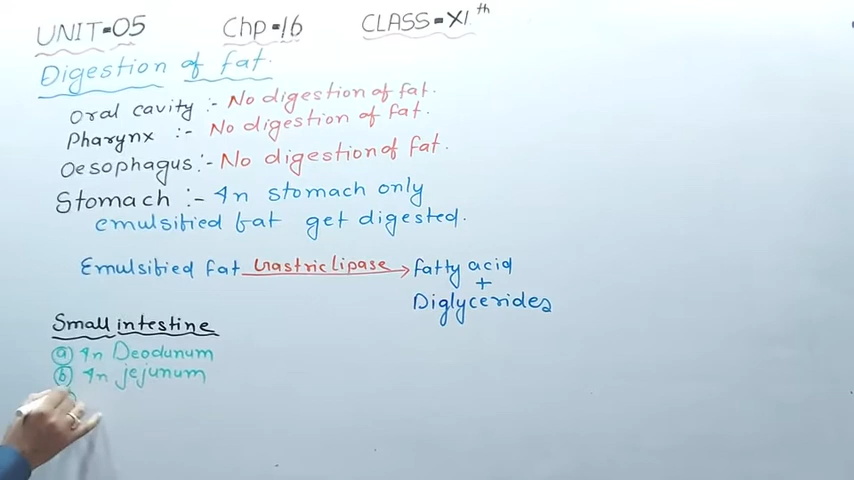 UNIT=05 Chp=16 CLASS=XIth
Digestion of fat.
Oral cavity :- No digestion of fat.
Pharynx :- No digestion of fat.
Oesophagus:- No digestion of fat.
Stomach :- In stomach only
emulsified fat get digested.
Emulsified fat Gastric lipase → fatty acid
+
Diglycerides
Small intestine
(a) In Deodunum
(b) In jejunum